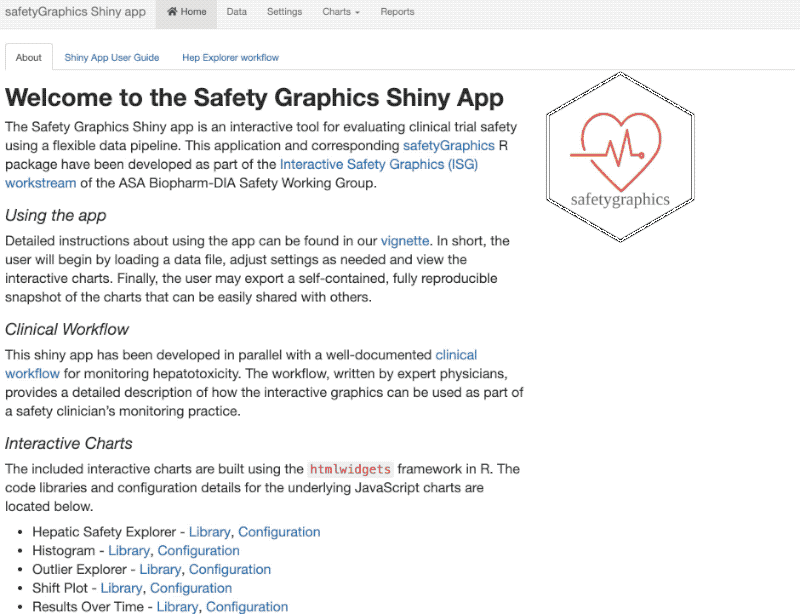 safetyGraphics Shiny app Home Data Settings Charts Reports
About Shiny App User Guide Hep Explorer workflow
Welcome to the Safety Graphics Shiny App
The Safety Graphics Shiny app is an interactive tool for evaluating clinical trial safety
using a flexible data pipeline. This application and corresponding safetyGraphics R
package have been developed as part of the Interactive Safety Graphics (ISG)
workstream of the ASA Biopharm-DIA Safety Working Group.
safetygraphics
Using the app
Detailed instructions about using the app can be found in our vignette. In short, the
user will begin by loading a data file, adjust settings as needed and view the
interactive charts. Finally, the user may export a self-contained, fully reproducible
snapshot of the charts that can be easily shared with others.
Clinical Workflow
This shiny app has been developed in parallel with a well-documented clinical
workflow for monitoring hepatotoxicity. The workflow, written by expert physicians,
provides a detailed description of how the interactive graphics can be used as part of
a safety clinician's monitoring practice.
Interactive Charts
The included interactive charts are built using the htmlwidgets framework in R. The
code libraries and configuration details for the underlying JavaScript charts are
located below.
• Hepatic Safety Explorer - Library, Configuration
• Histogram - Library, Configuration
• Outlier Explorer - Library, Configuration
• Shift Plot - Library, Configuration
• Results Over Time - Library, Configuration